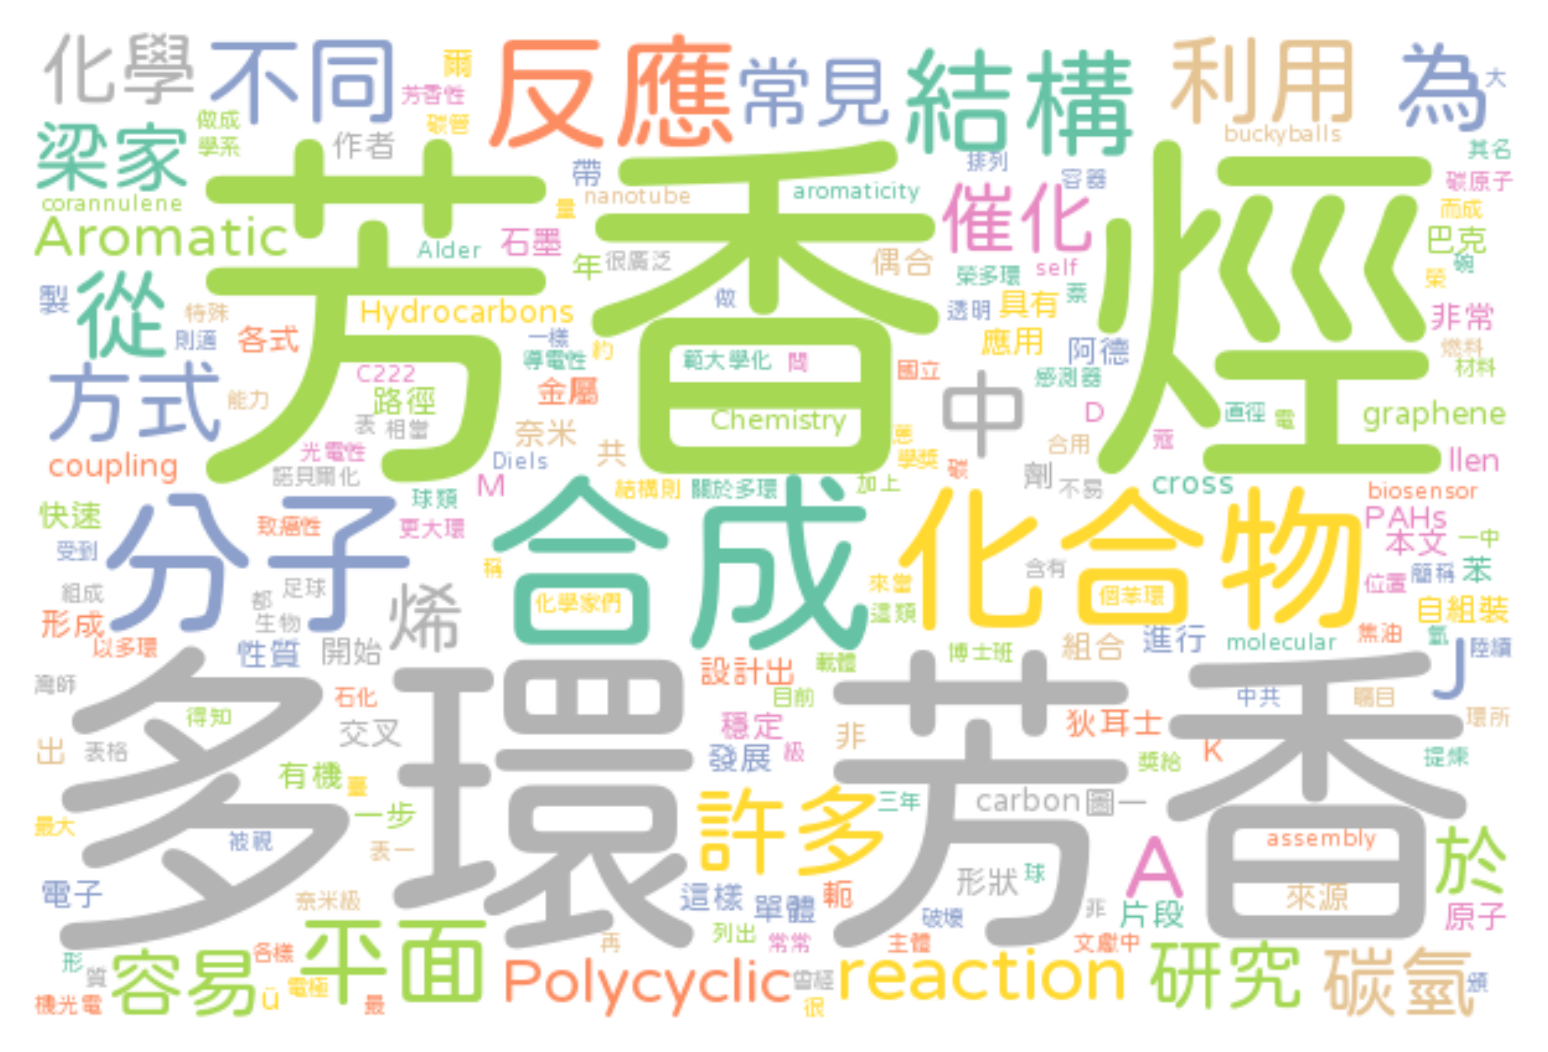 化學
不同
爾
芳香性
反應
常見
結構
利用
為
大
做成
學系
碳管
作者
buckyballs
其名
梁家
帶
排列
容器
碳原子
corannulene
nanotube
aromaticity
而成
芳香烴
量
催化
Aromatic
Alder
石墨
年
很廣泛
偶合
巴克
碗
榮多環
self
榮
製
從
特殊
Hydrocarbons
做
透明
具有
非常
則適
各式
一樣
導電性
約
範大學化
問
應用
阿德
燃料
材料
方式
C222
國立
感測器
能力
路徑
金屬
中
D
直徑
電
graphene
表
相當
奈米
Chemistry
光電性
共
合用
蔻
coupling
諾貝爾化
Diels
學獎
碳
llen
M
結構則
關於多環
加上
劑
不易
cross
biosensor
球類
快速
致癌性
更大環
PAHs
本文
一中
受到
分子
合成
化合物
稱
含有
位置
簡稱
苯
組成
足球
烯
化學家們
來當
個苯環
這類
自組裝
都
生物
形成
以多環
性質
開始
組合
進行
molecular
焦油
氫
陸續
博士班
J
灣師
石化
設計出
載體
目前
中共
矚目
得知
環所
多環芳香
交叉
穩定
非
狄耳士
出
表格
發展
級
K
提煉
有機
臺
獎給
三年
carbon
圖一
最大
一步
許多
被視
表一
assembly
A
於
形狀
球
電子
奈米級
這樣
單體
軛
來源
破壞
非
片段
原子
再
列出
常常
主體
文獻中
形
質
容易
各樣
平面
Polycyclic
曾經
reaction
研究
碳氫
頒
機光電
ü
電極
最
很